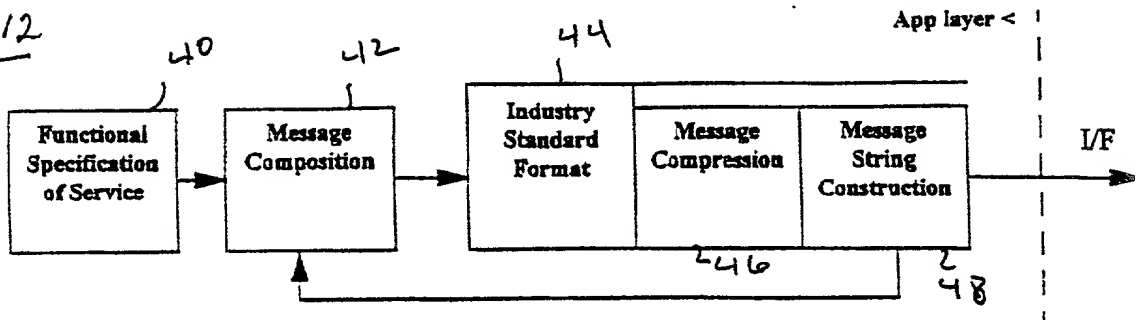 12
40
42
44
App layer <
Functional
Specification
of Service
Message
Composition
Industry
Standard
Format
Message
Compression
Message
String
Construction
I/F
46
48